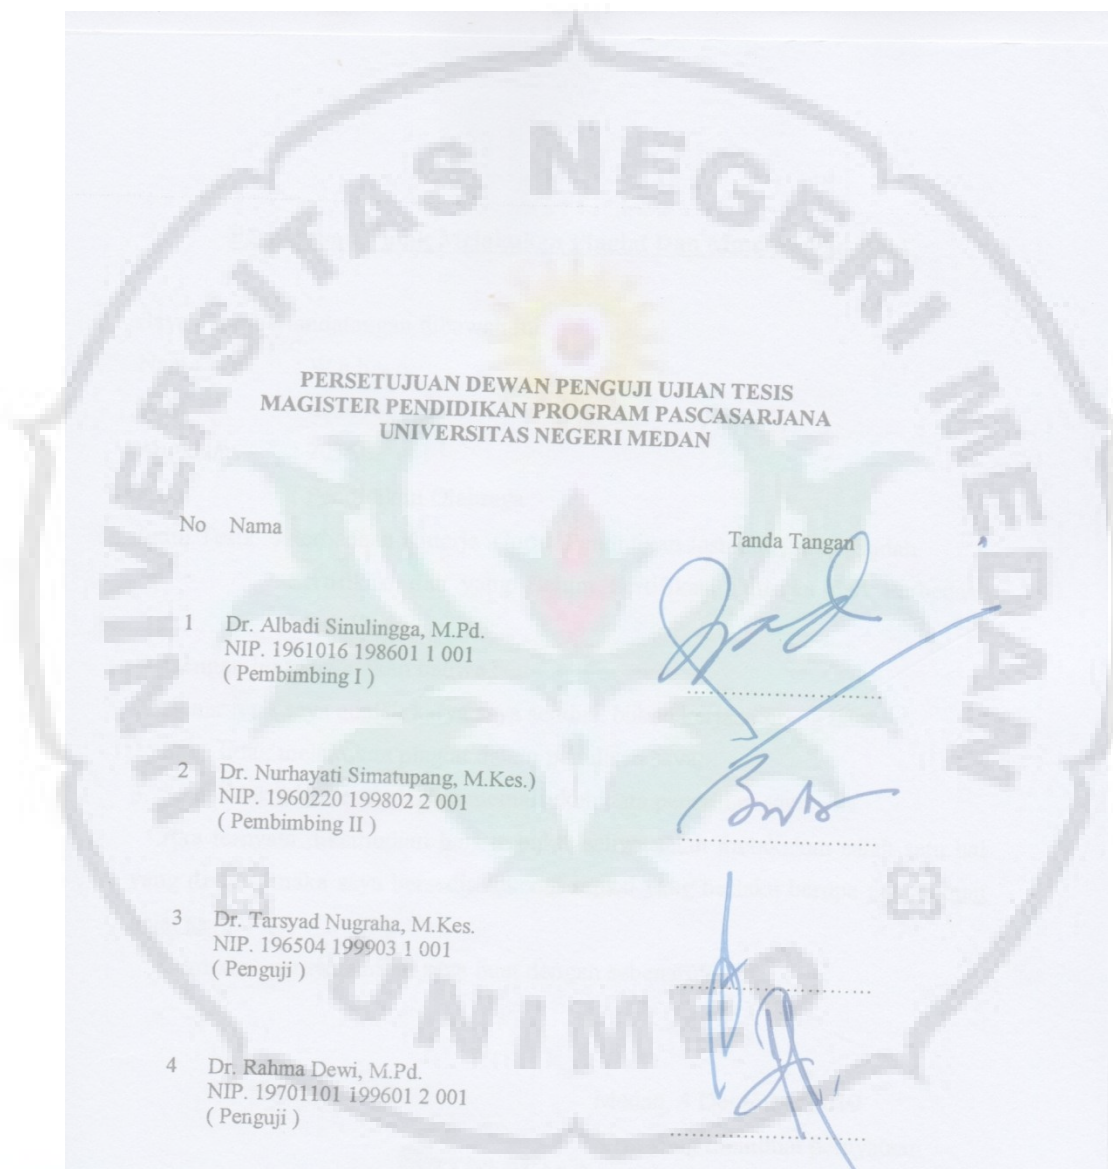 UNIVERSITAS NEGERI MEDAN
PERSETUJUAN DEWAN PENGUJI UJIAN TESIS
MAGISTER PENDIDIKAN PROGRAM PASCASARJANA
UNIVERSITAS NEGERI MEDAN
No Nama Tanda Tangan
1 Dr. Albadi Sinulingga, M.Pd.
NIP. 1961016 198601 1 001
( Pembimbing I )
2 Dr. Nurhayati Simatupang, M.Kes.)
NIP. 1960220 199802 2 001
( Pembimbing II )
3 Dr. Tarsyad Nugraha, M.Kes.
NIP. 196504 199903 1 001
( Penguji )
UNIMED
4 Dr. Rahma Dewi, M.Pd.
NIP. 19701101 199601 2 001
( Penguji )